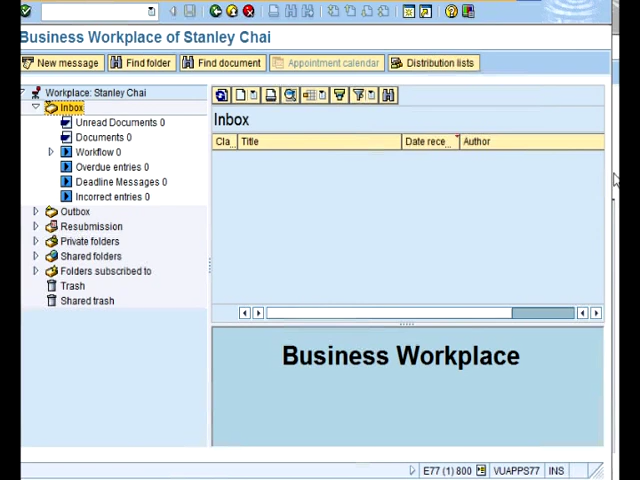 Business Workplace of Stanley Chai
New message Find folder Find document Appointment calendar Distribution lists
Workplace: Stanley Chai
Inbox
Unread Documents 0
Documents 0
Workflow 0
Overdue entries 0
Deadline Messages 0
Incorrect entries 0
Outbox
Resubmission
Private folders
Shared folders
Folders subscribed to
Trash
Shared trash
Inbox
Cla... Title Date rece... Author
Business Workplace
E77 (1) 800 VUAPPS77 INS